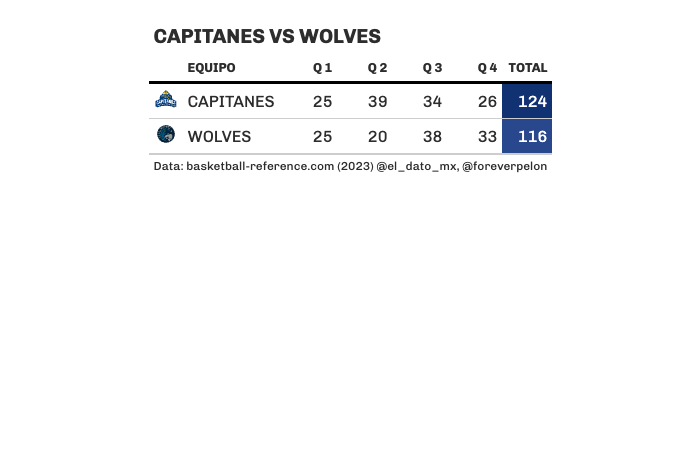 CAPITANES VS WOLVES
EQUIPO Q 1 Q 2 Q 3 Q 4 TOTAL
CAPITANES 25 39 34 26 124
WOLVES 25 20 38 33 116
Data: basketball-reference.com (2023) @el_dato_mx, @foreverpelon